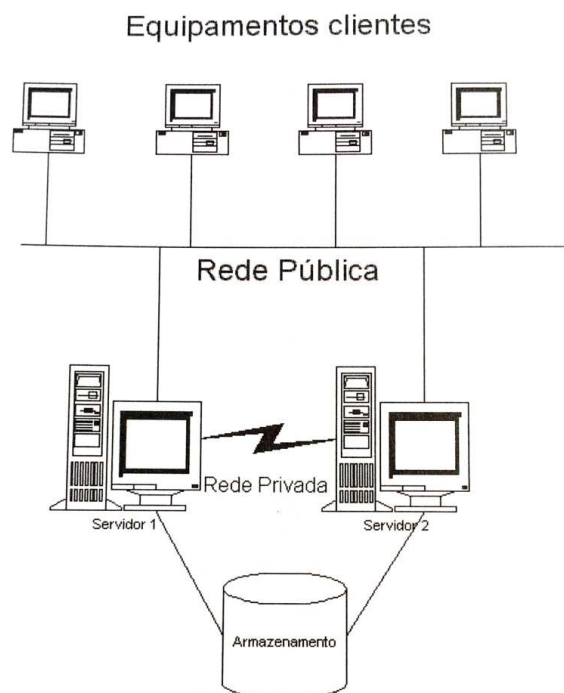 Equipamentos clientes
Rede Pública
Rede Privada
Servidor 1
Servidor 2
Armazenamento